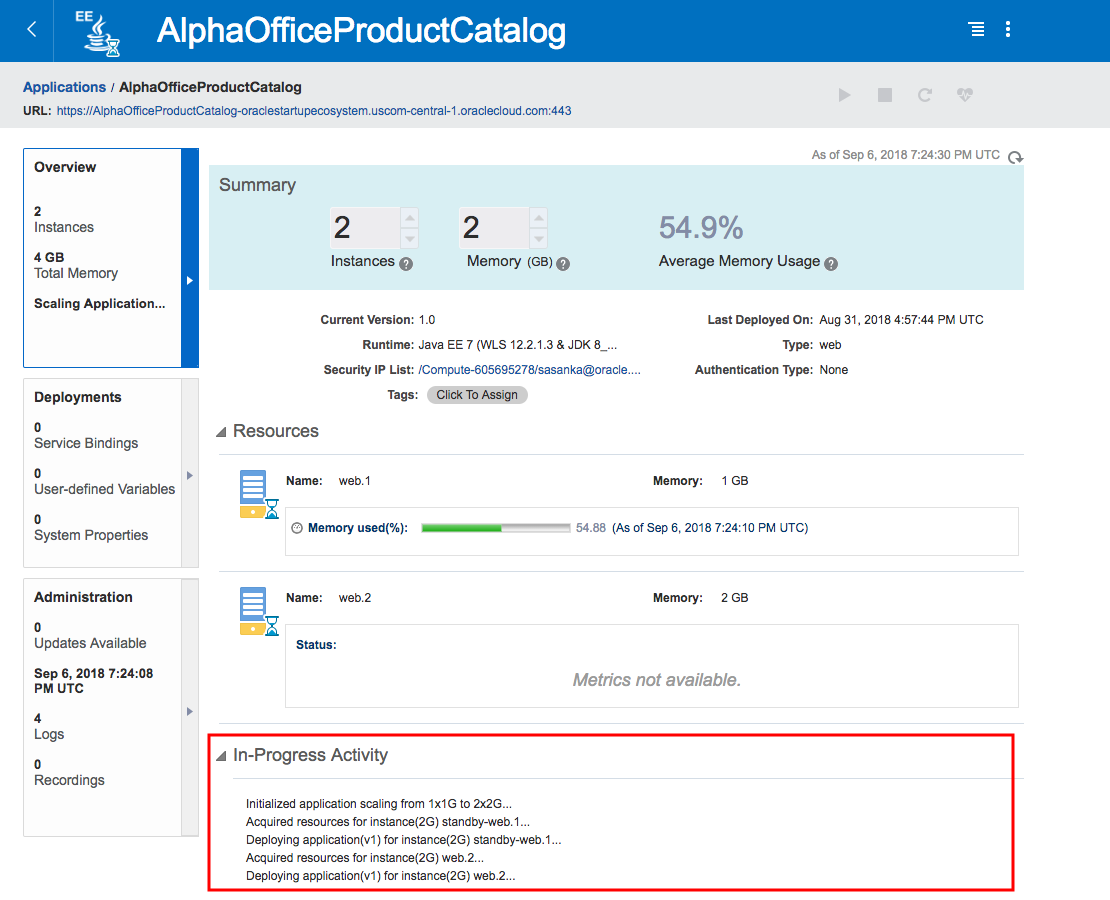 EE
AlphaOfficeProductCatalog
Applications / AlphaOfficeProductCatalog
URL: https://AlphaOfficeProductCatalog-oraclestartupecosystem.uscom-central-1.oraclecloud.com:443
Overview
2
Instances
4 GB
Total Memory
Scaling Application...
Deployments
0
Service Bindings
0
User-defined Variables
0
System Properties
Administration
0
Updates Available
Sep 6, 2018 7:24:08
PM UTC
4
Logs
0
Recordings
As of Sep 6, 2018 7:24:30 PM UTC
Summary
2
Instances ?
2
Memory (GB) ?
54.9%
Average Memory Usage ?
Current Version: 1.0
Last Deployed On: Aug 31, 2018 4:57:44 PM UTC
Runtime: Java EE 7 (WLS 12.2.1.3 & JDK 8_...
Type: web
Security IP List: /Compute-605695278/sasanka@oracle....
Authentication Type: None
Tags: Click To Assign
Resources
Name: web.1 Memory: 1 GB
Memory used(%): 54.88 (As of Sep 6, 2018 7:24:10 PM UTC)
Name: web.2 Memory: 2 GB
Status:
Metrics not available.
In-Progress Activity
Initialized application scaling from 1x1G to 2x2G...
Acquired resources for instance(2G) standby-web.1...
Deploying application(v1) for instance(2G) standby-web.1...
Acquired resources for instance(2G) web.2...
Deploying application(v1) for instance(2G) web.2...